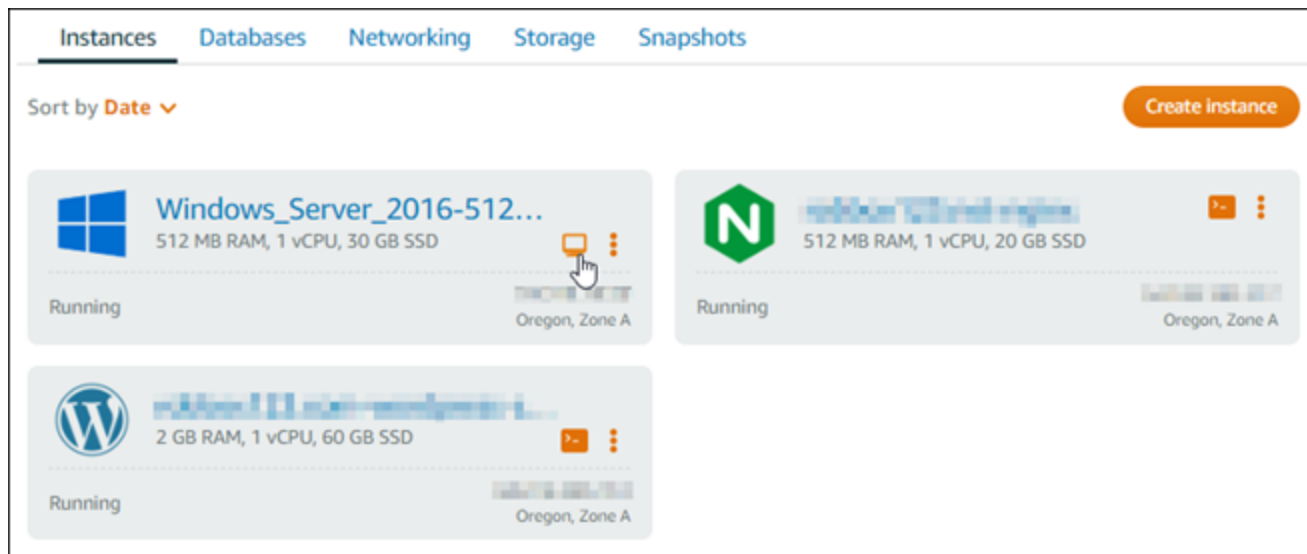 Instances Databases Networking Storage Snapshots
Sort by Date
Create instance
Windows_Server_2016-512...
512 MB RAM, 1 vCPU, 30 GB SSD
Running
Oregon, Zone A
N
512 MB RAM, 1 vCPU, 20 GB SSD
Running
Oregon, Zone A
W
2 GB RAM, 1 vCPU, 60 GB SSD
Running
Oregon, Zone A